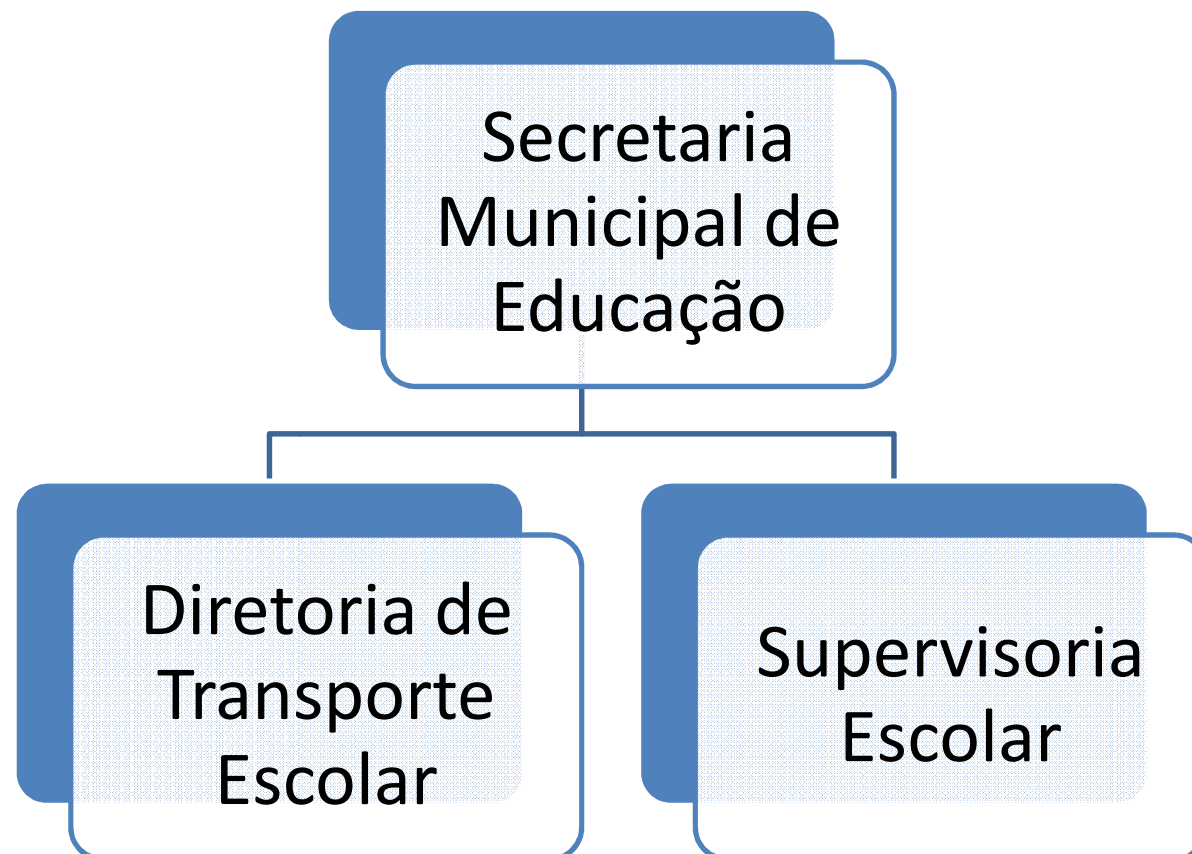 Secretaria
Municipal de
Educação
Diretoria de
Transporte
Escolar
Supervisoria
Escolar